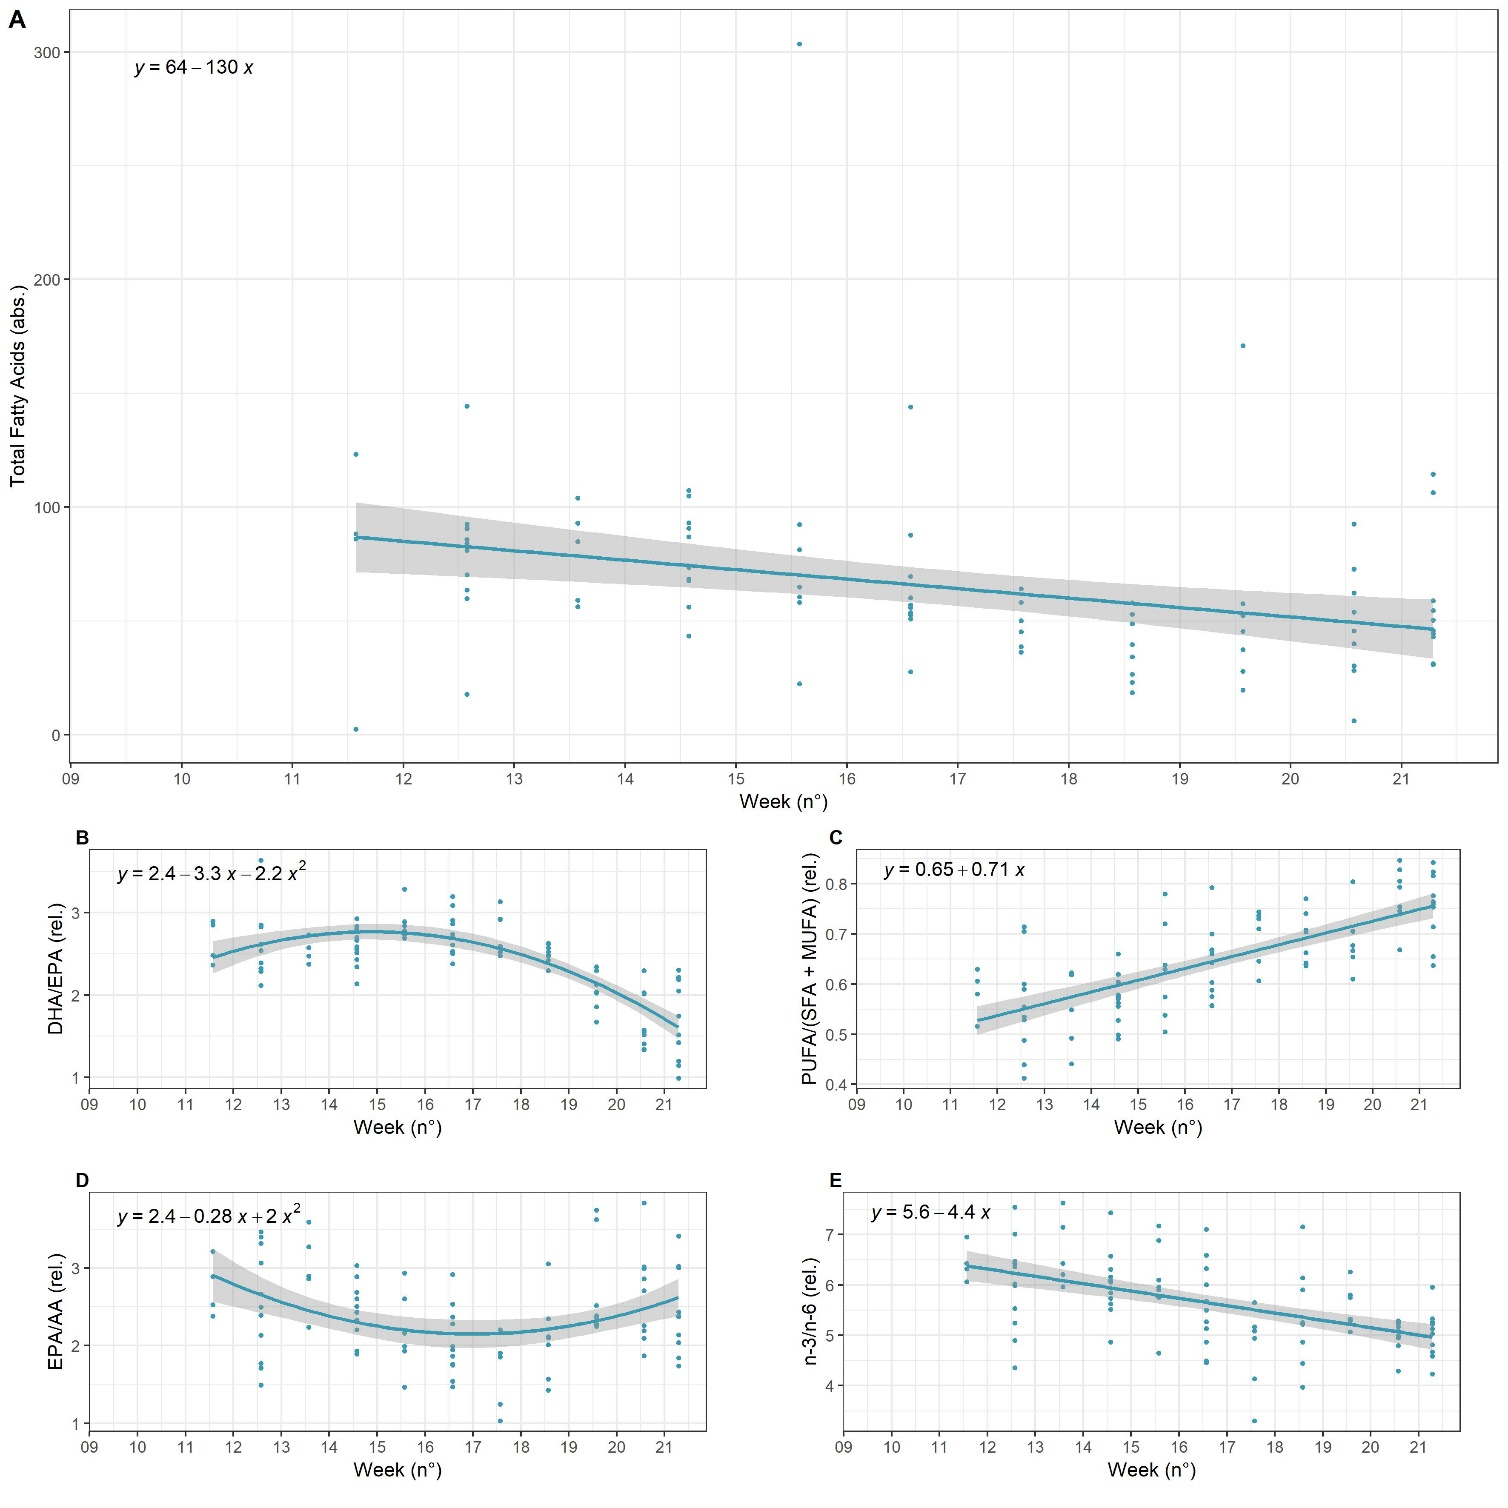 A
y = 64 – 130 x
300
200
100
0
Total Fatty Acids (abs.)
09 10 11 12 13 14 15 16 17 18 19 20 21
Week (n°)
B
y = 2.4 – 3.3 x – 2.2 x²
3
2
1
DHA/EPA (rel.)
09 10 11 12 13 14 15 16 17 18 19 20 21
Week (n°)
C
y = 0.65 + 0.71 x
0.8
0.7
0.6
0.5
0.4
PUFA/(SFA + MUFA) (rel.)
09 10 11 12 13 14 15 16 17 18 19 20 21
Week (n°)
D
y = 2.4 – 0.28 x + 2 x²
3
2
1
EPA/AA (rel.)
09 10 11 12 13 14 15 16 17 18 19 20 21
Week (n°)
E
y = 5.6 – 4.4 x
7
6
5
4
n-3/n-6 (rel.)
09 10 11 12 13 14 15 16 17 18 19 20 21
Week (n°)